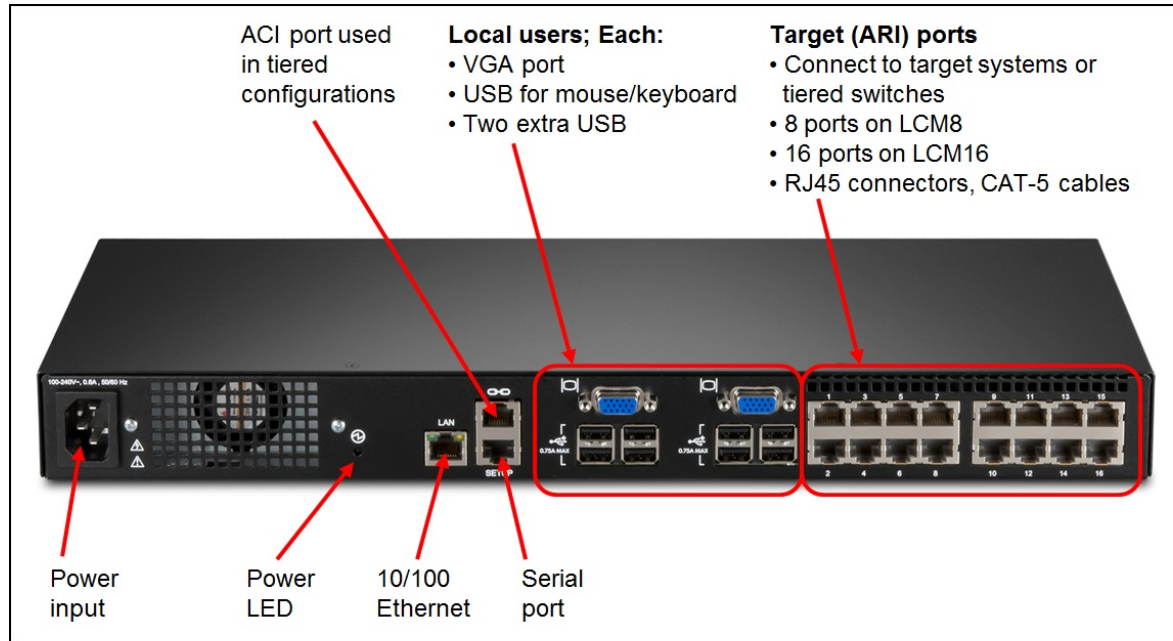 ACI port used
in tiered
configurations
Local users; Each:
• VGA port
• USB for mouse/keyboard
• Two extra USB
Target (ARI) ports
• Connect to target systems or
tiered switches
• 8 ports on LCM8
• 16 ports on LCM16
• RJ45 connectors, CAT-5 cables
100-240V~, 0.6A, 50/60 Hz
LAN
SETUP
0.75A MAX
0.75A MAX
1 3 5 7 9 11 13 15
2 4 6 8 10 12 14 16
Power
input
Power
LED
10/100
Ethernet
Serial
port